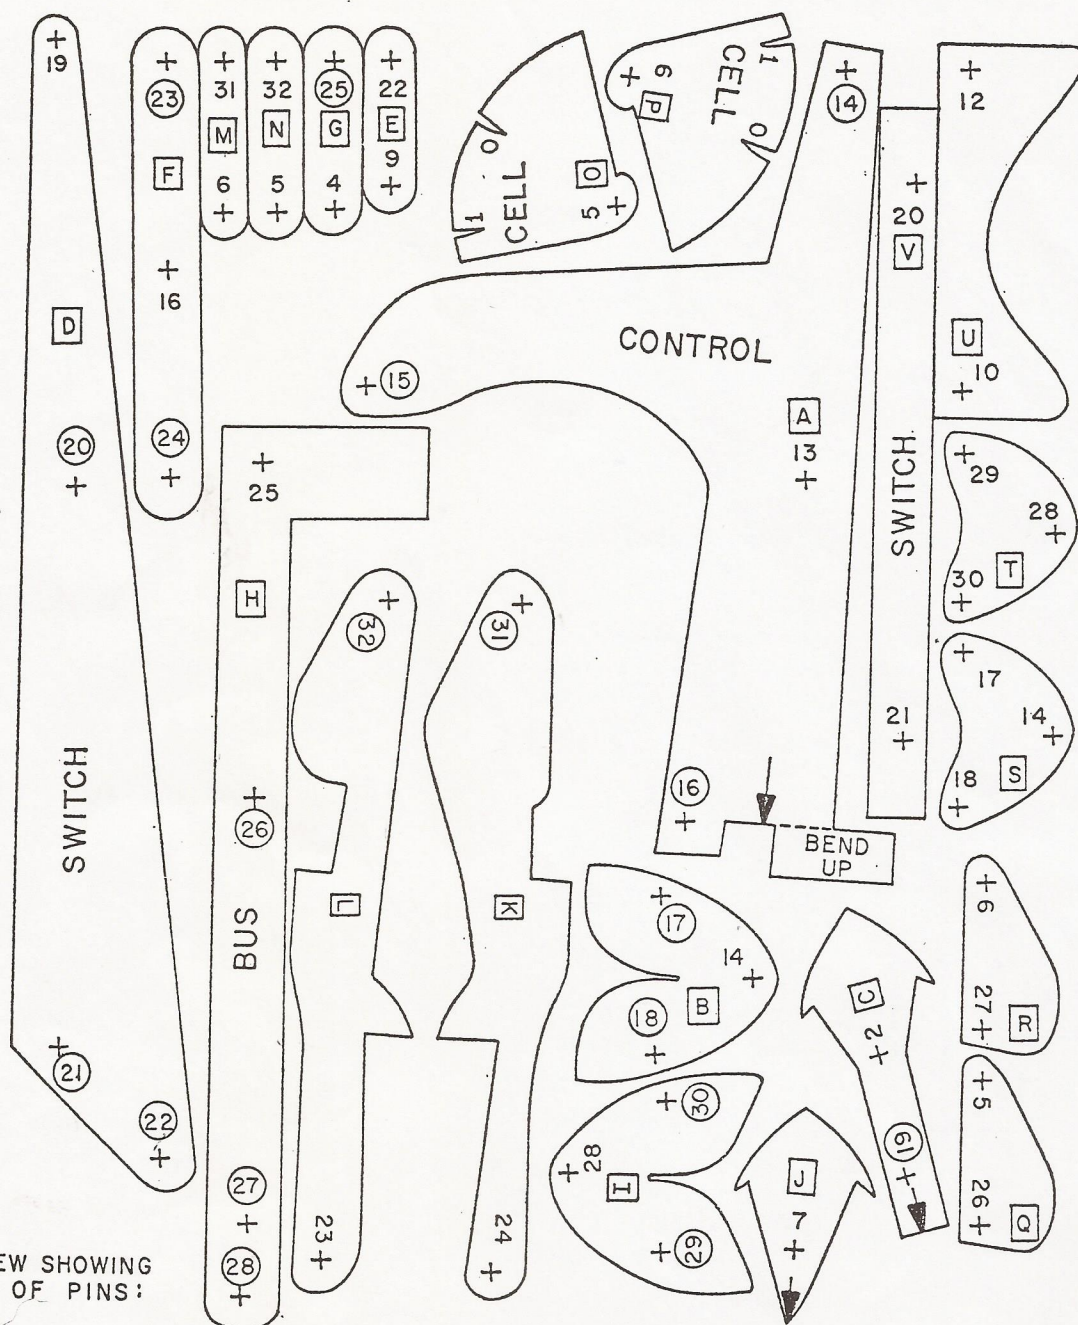 19
D
20
SWITCH
21
22
23
F
16
24
31
M
6
32
N
5
25
G
4
22
E
9
0
1
CELL
O
5
6
P
CELL
1
0
14
CONTROL
15
A
13
16
BEND
UP
20
V
SWITCH
21
12
U
10
29
28
30
T
17
14
18
S
25
H
26
BUS
27
28
32
L
23
31
K
24
17
14
18
B
30
28
I
29
C
2
19
J
7
6
27
R
5
26
Q
EW SHOWING
OF PINS: